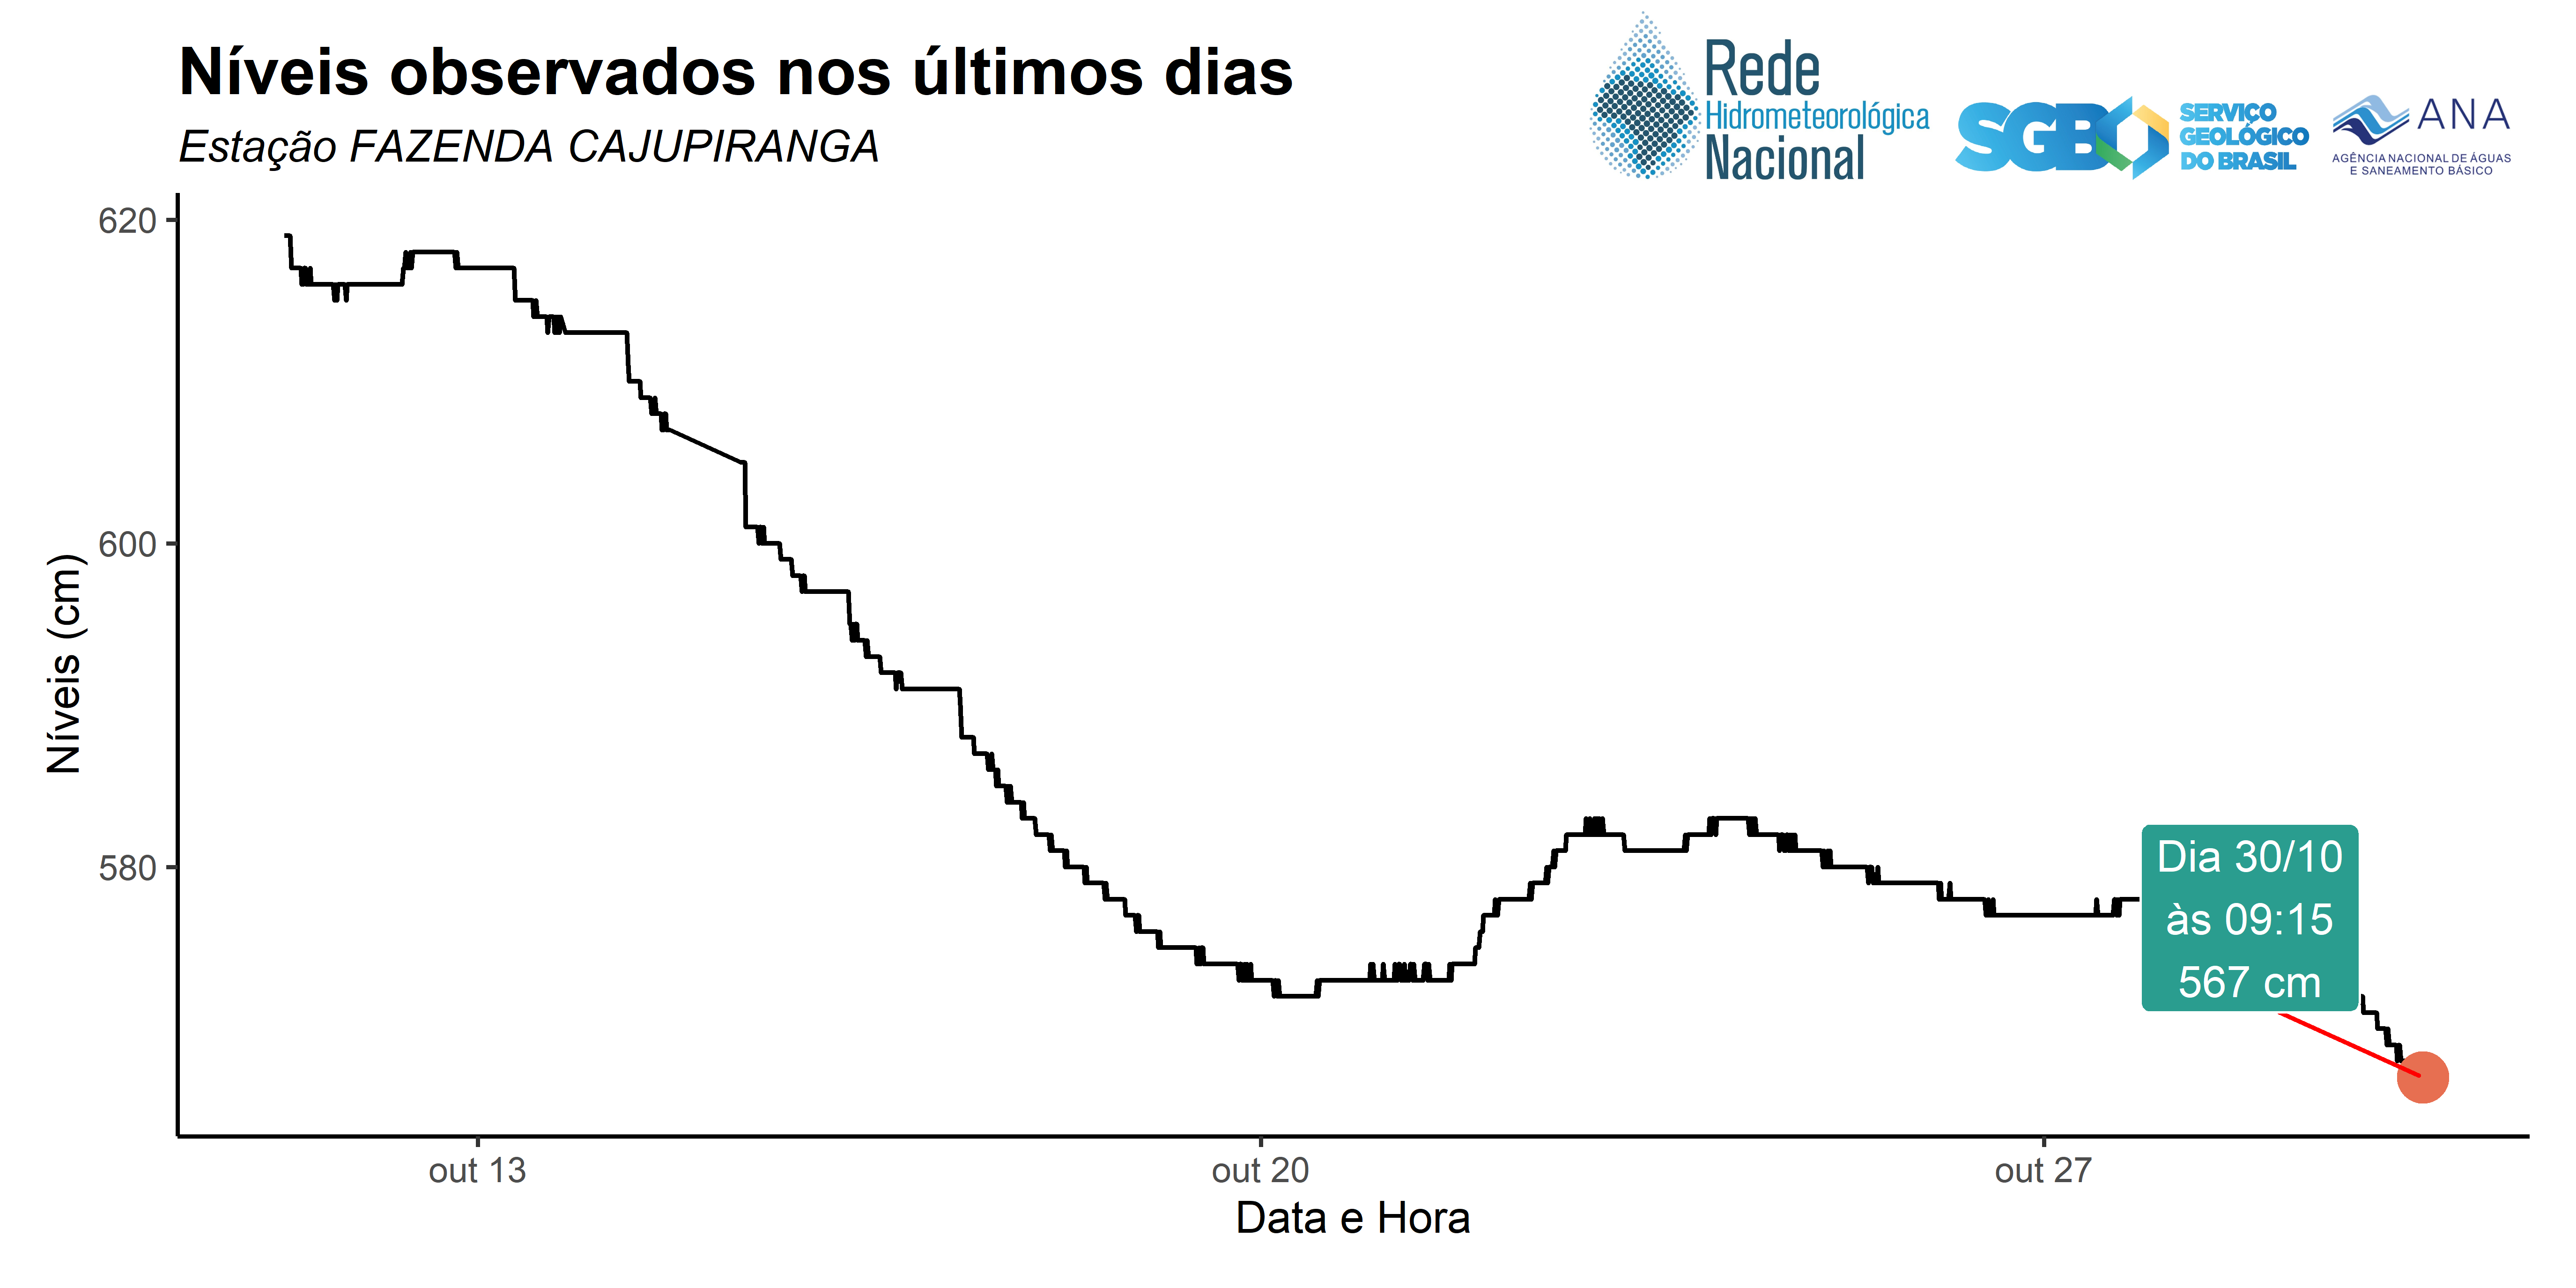 Níveis observados nos últimos dias
Estação FAZENDA CAJUPIRANGA
Rede
Hidrometeorológica
Nacional
SGB
SERVIÇO
GEOLÓGICO
DO BRASIL
ANA
AGÊNCIA NACIONAL DE ÁGUAS
E SANEAMENTO BÁSICO
Níveis (cm)
620
600
580
Dia 30/10
às 09:15
567 cm
out 13
out 20
out 27
Data e Hora